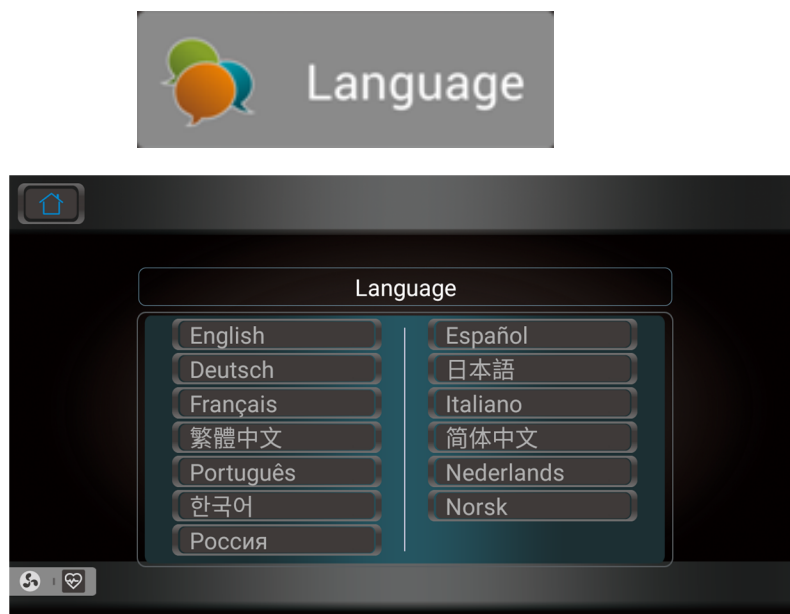 Language
Language
English
Deutsch
Français
繁體中文
Português
한국어
Россия
Español
日本語
Italiano
简体中文
Nederlands
Norsk